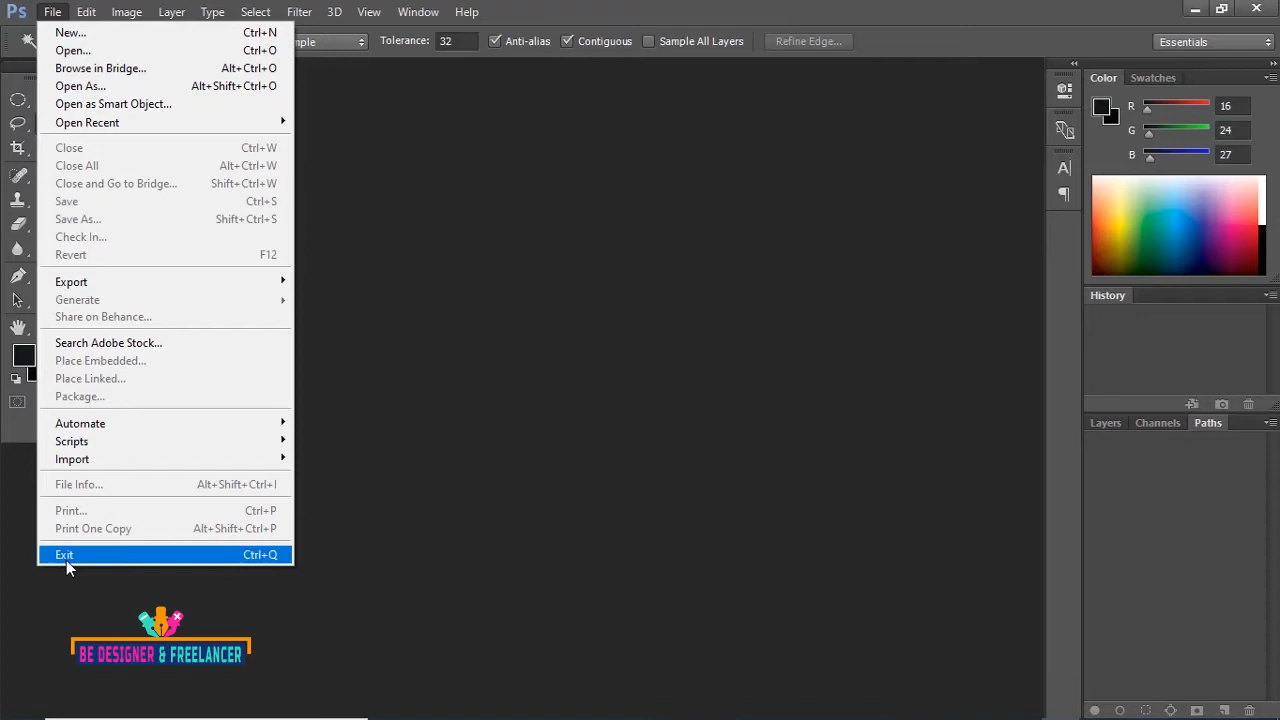 Ps File Edit Image Layer Type Select Filter 3D View Window Help
mple Tolerance: 32 Anti-alias Contiguous Sample All Layers Refine Edge... Essentials
New... Ctrl+N
Open... Ctrl+O
Browse in Bridge... Alt+Ctrl+O
Open As... Alt+Shift+Ctrl+O
Open as Smart Object...
Open Recent
Close Ctrl+W
Close All Alt+Ctrl+W
Close and Go to Bridge... Shift+Ctrl+W
Save Ctrl+S
Save As... Shift+Ctrl+S
Check In...
Revert F12
Export
Generate
Share on Behance...
Search Adobe Stock...
Place Embedded...
Place Linked...
Package...
Automate
Scripts
Import
File Info... Alt+Shift+Ctrl+I
Print... Ctrl+P
Print One Copy Alt+Shift+Ctrl+P
Exit Ctrl+Q
BE DESIGNER & FREELANCER
Color Swatches
R 16
G 24
B 27
History
Layers Channels Paths